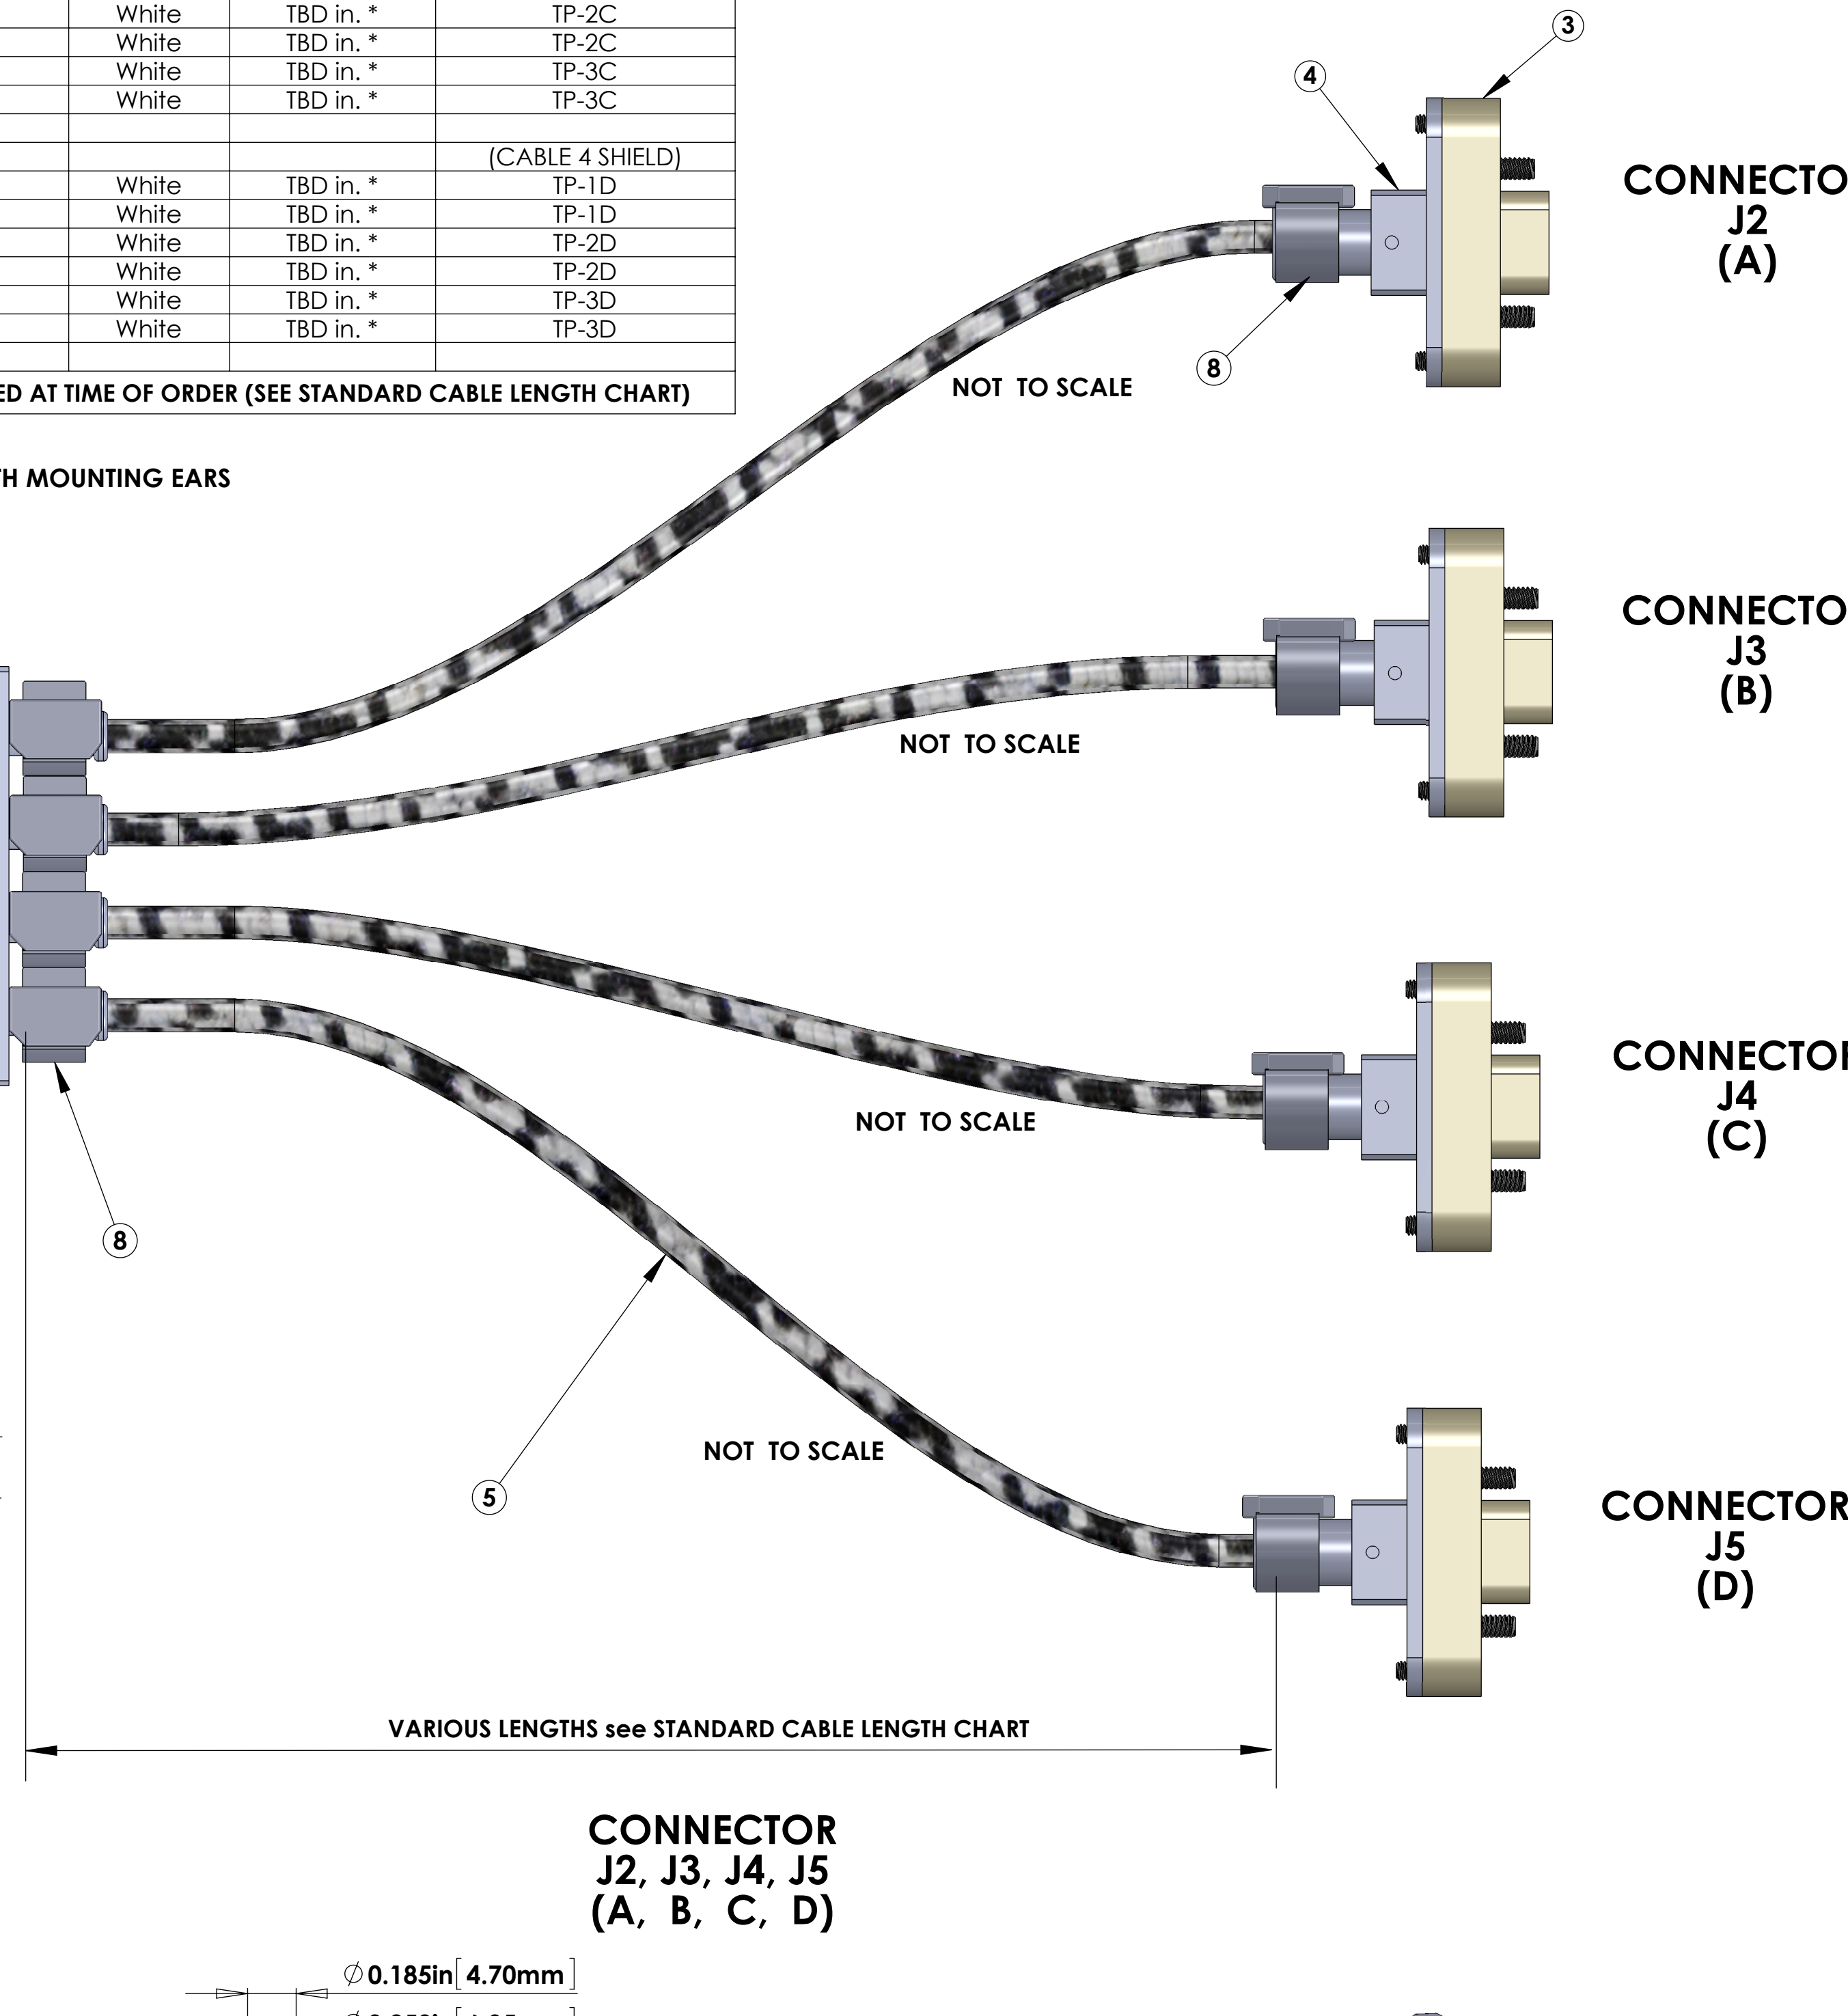 White TBD in. * TP-2C
White TBD in. * TP-2C
White TBD in. * TP-3C
White TBD in. * TP-3C
(CABLE 4 SHIELD)
White TBD in. * TP-1D
White TBD in. * TP-1D
White TBD in. * TP-2D
White TBD in. * TP-2D
White TBD in. * TP-3D
White TBD in. * TP-3D
ED AT TIME OF ORDER (SEE STANDARD CABLE LENGTH CHART)
TH MOUNTING EARS
3
4
CONNECTO
J2
(A)
8
NOT TO SCALE
CONNECTO
J3
(B)
NOT TO SCALE
CONNECTOR
J4
(C)
NOT TO SCALE
8
NOT TO SCALE
5
CONNECTOR
J5
(D)
VARIOUS LENGTHS see STANDARD CABLE LENGTH CHART
CONNECTOR
J2, J3, J4, J5
(A, B, C, D)
∅ 0.185in [ 4.70mm ]